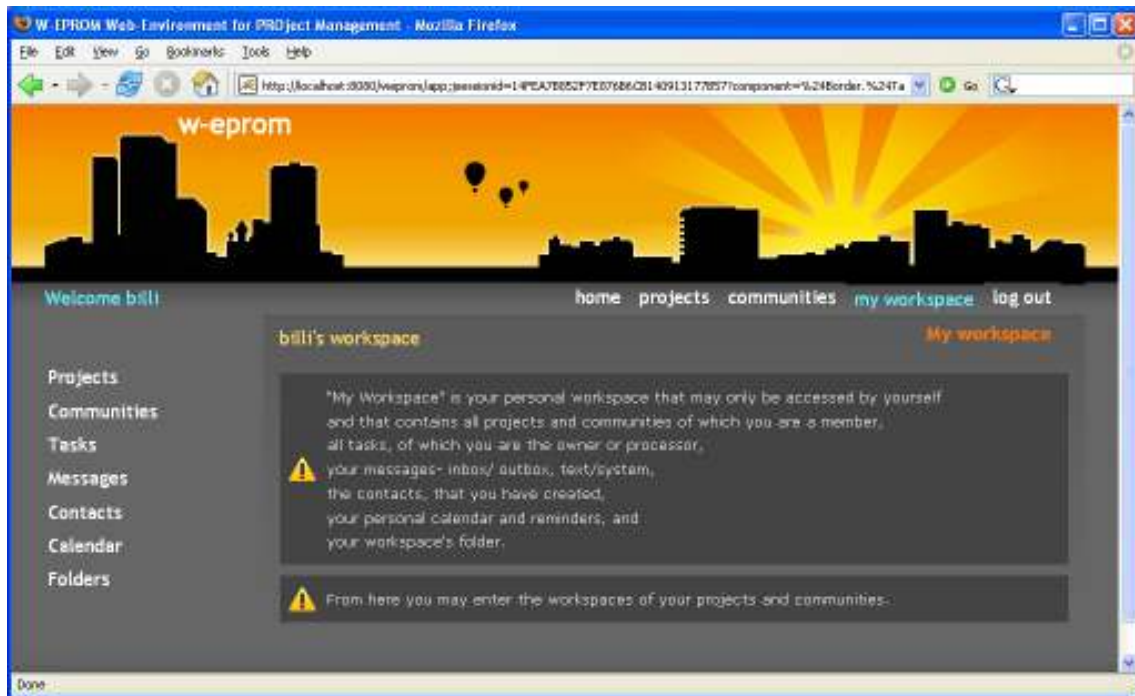 W-EPROM Web-Environment for PROject Management - Mozilla Firefox
File Edit View Go Bookmarks Tools Help
Go
w-eprom
Welcome billi
home projects communities my workspace log out
billi's workspace
My workspace
Projects
Communities
Tasks
Messages
Contacts
Calendar
Folders
"My Workspace" is your personal workspace that may only be accessed by yourself
and that contains all projects and communities of which you are a member,
all tasks, of which you are the owner or processor,
your messages- inbox/ outbox, text/system,
the contacts, that you have created,
your personal calendar and reminders, and
your workspace's folder.
From here you may enter the workspaces of your projects and communities.
Done